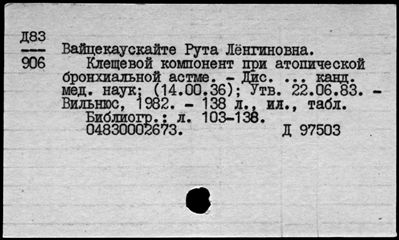 Д83
906
Вайцекаускайте Рута Лёнгиновна.
Клещевой компонент при атопической
бронхиальной астме. – Дис. ... канд.
мед. наук: (14.00.36); Утв. 22.06.83. –
Вильнюс, 1982. – 138 л., ил., табл.
Библиогр.: л. 103–138.
04830002673. Д 97503